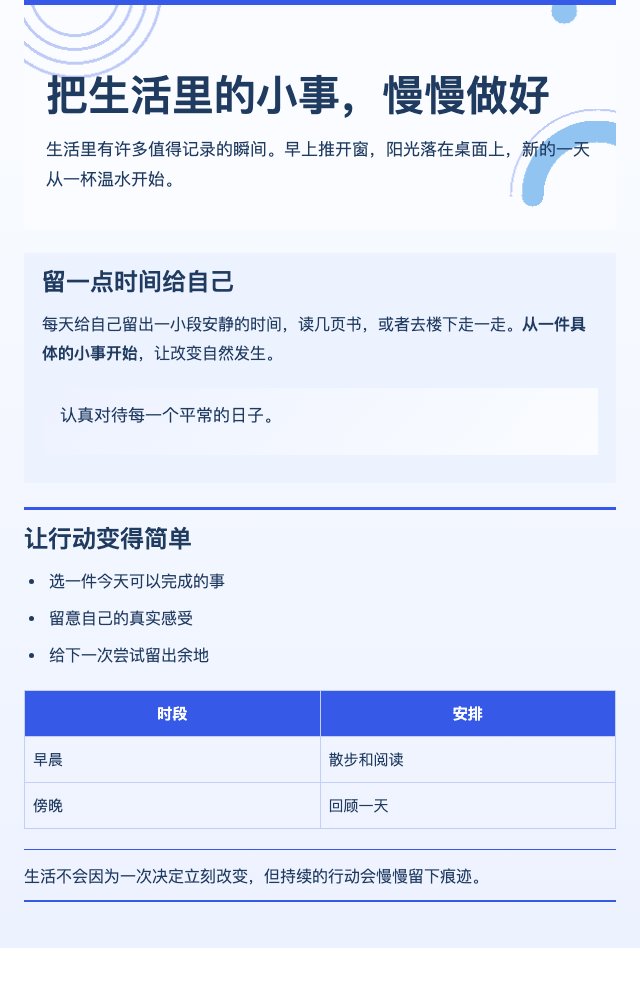 把生活里的小事，慢慢做好
生活里有许多值得记录的瞬间。早上推开窗，阳光落在桌面上，新的一天
从一杯温水开始。
留一点时间给自己
每天给自己留出一小段安静的时间，读几页书，或者去楼下走一走。从一件具
体的小事开始，让改变自然发生。
认真对待每一个平常的日子。
让行动变得简单
• 选一件今天可以完成的事
• 留意自己的真实感受
• 给下一次尝试留出余地
时段 安排
早晨 散步和阅读
傍晚 回顾一天
生活不会因为一次决定立刻改变，但持续的行动会慢慢留下痕迹。